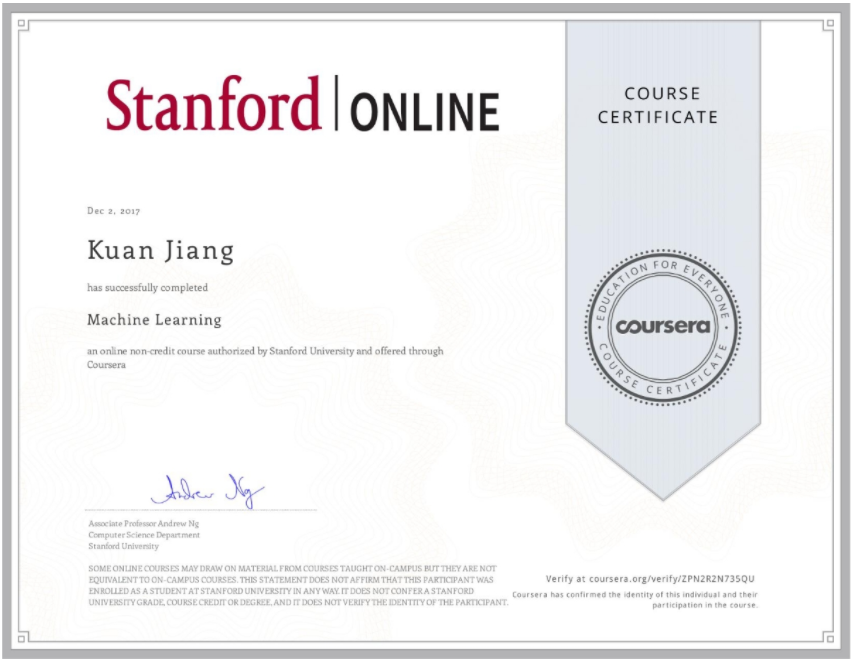 Stanford | ONLINE
COURSE
CERTIFICATE
Dec 2, 2017
Kuan Jiang
has successfully completed
Machine Learning
an online non-credit course authorized by Stanford University and offered through
Coursera
EDUCATION FOR EVERYONE
coursera
COURSE CERTIFICATE
Andrew Ng
Associate Professor Andrew Ng
Computer Science Department
Stanford University
SOME ONLINE COURSES MAY DRAW ON MATERIAL FROM COURSES TAUGHT ON-CAMPUS BUT THEY ARE NOT
EQUIVALENT TO ON-CAMPUS COURSES. THIS STATEMENT DOES NOT AFFIRM THAT THIS PARTICIPANT WAS
ENROLLED AS A STUDENT AT STANFORD UNIVERSITY IN ANY WAY. IT DOES NOT CONFER A STANFORD
UNIVERSITY GRADE, COURSE CREDIT OR DEGREE, AND IT DOES NOT VERIFY THE IDENTITY OF THE PARTICIPANT.
Verify at coursera.org/verify/ZPN2R2N735QU
Coursera has confirmed the identity of this individual and their
participation in the course.